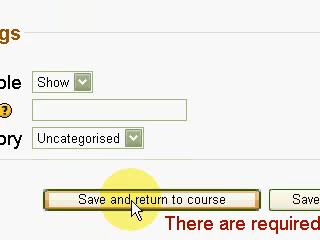 gs
ble Show
ory Uncategorised
Save and return to course Save
There are required